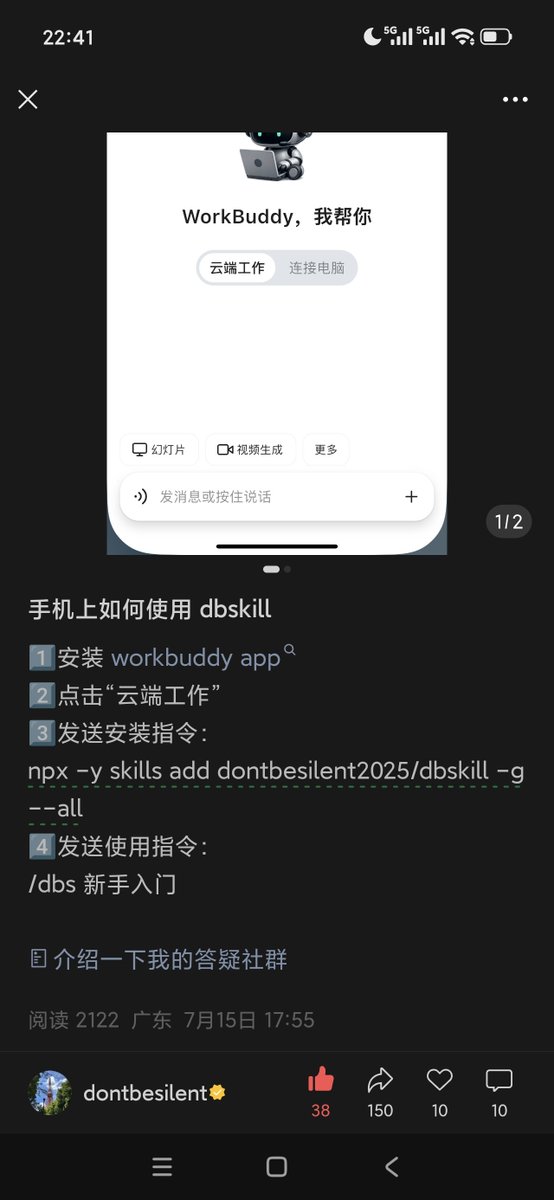 22:41
5G 5G
WorkBuddy，我帮你
云端工作 连接电脑
幻灯片 视频生成 更多
发消息或按住说话
1/2
手机上如何使用 dbskill
1️⃣安装 workbuddy app
2️⃣点击“云端工作”
3️⃣发送安装指令：
npx -y skills add dontbesilent2025/dbskill -g
--all
4️⃣发送使用指令：
/dbs 新手入门
介绍一下我的答疑社群
阅读 2122 广东 7月15日 17:55
dontbesilent
38 150 10 10